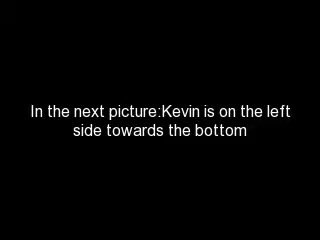 In the next picture:Kevin is on the left
side towards the bottom